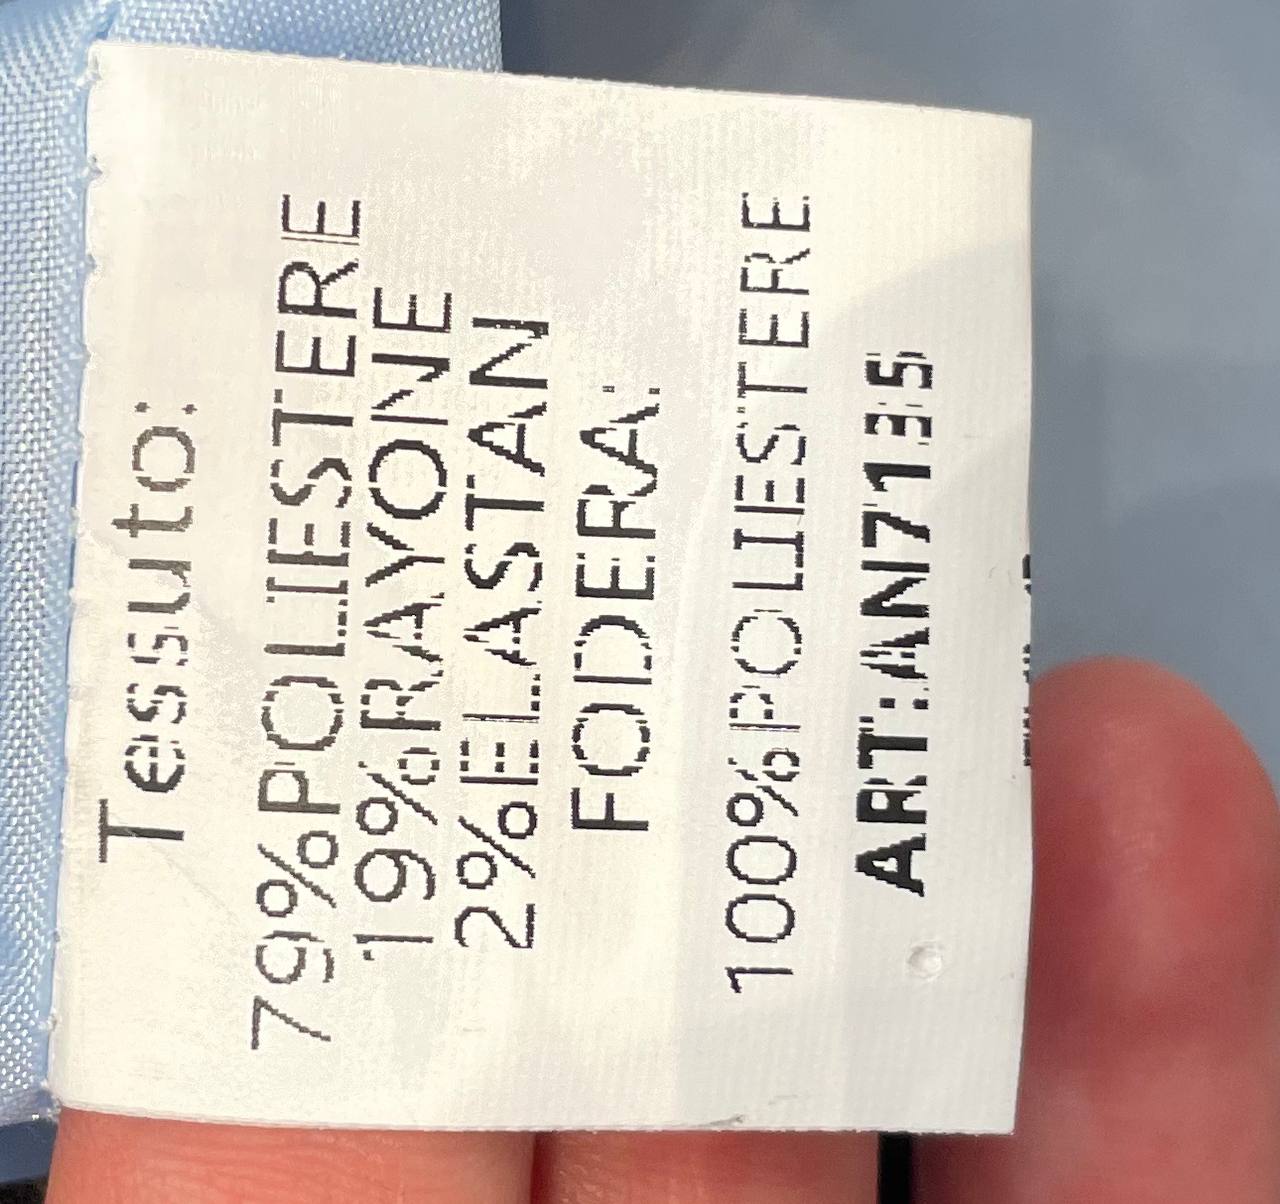 Tessuto:
79%POLIESTERE
19%RAYONE
2%ELASTAN
FODERA:
100%POLIESTERE
ART:AN7135